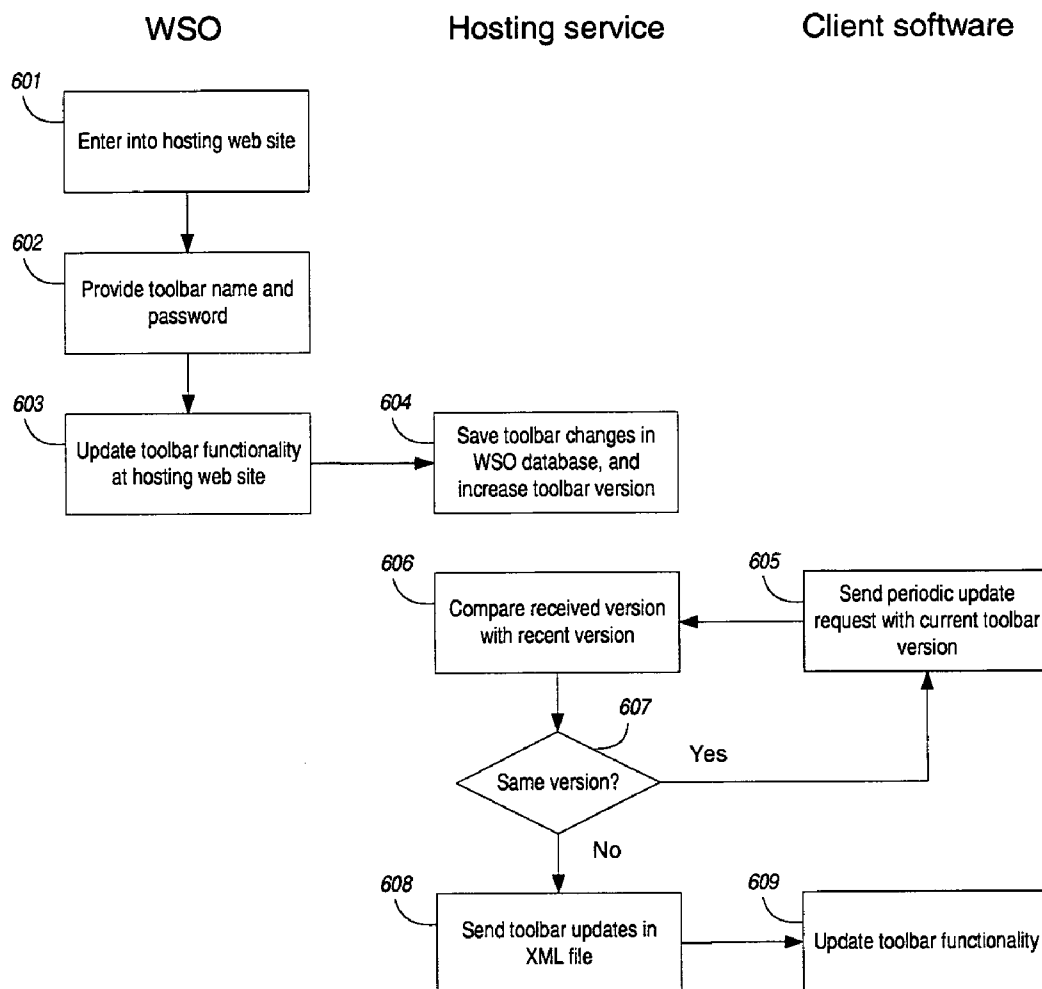 WSO
Hosting service
Client software
601
Enter into hosting web site
602
Provide toolbar name and
password
603
Update toolbar functionality
at hosting web site
604
Save toolbar changes in
WSO database, and
increase toolbar version
605
Send periodic update
request with current toolbar
version
606
Compare received version
with recent version
607
Same version?
Yes
No
608
Send toolbar updates in
XML file
609
Update toolbar functionality